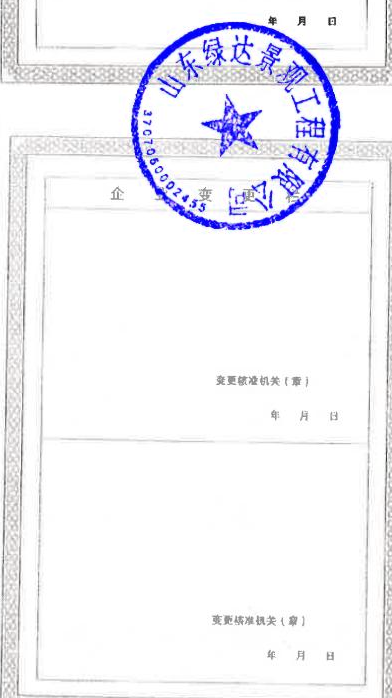 年 月 日
山东绿达景观工程有限公司
3707060002455
企 变 更 栏
变更核准机关（章）
年 月 日
变更核准机关（章）
年 月 日